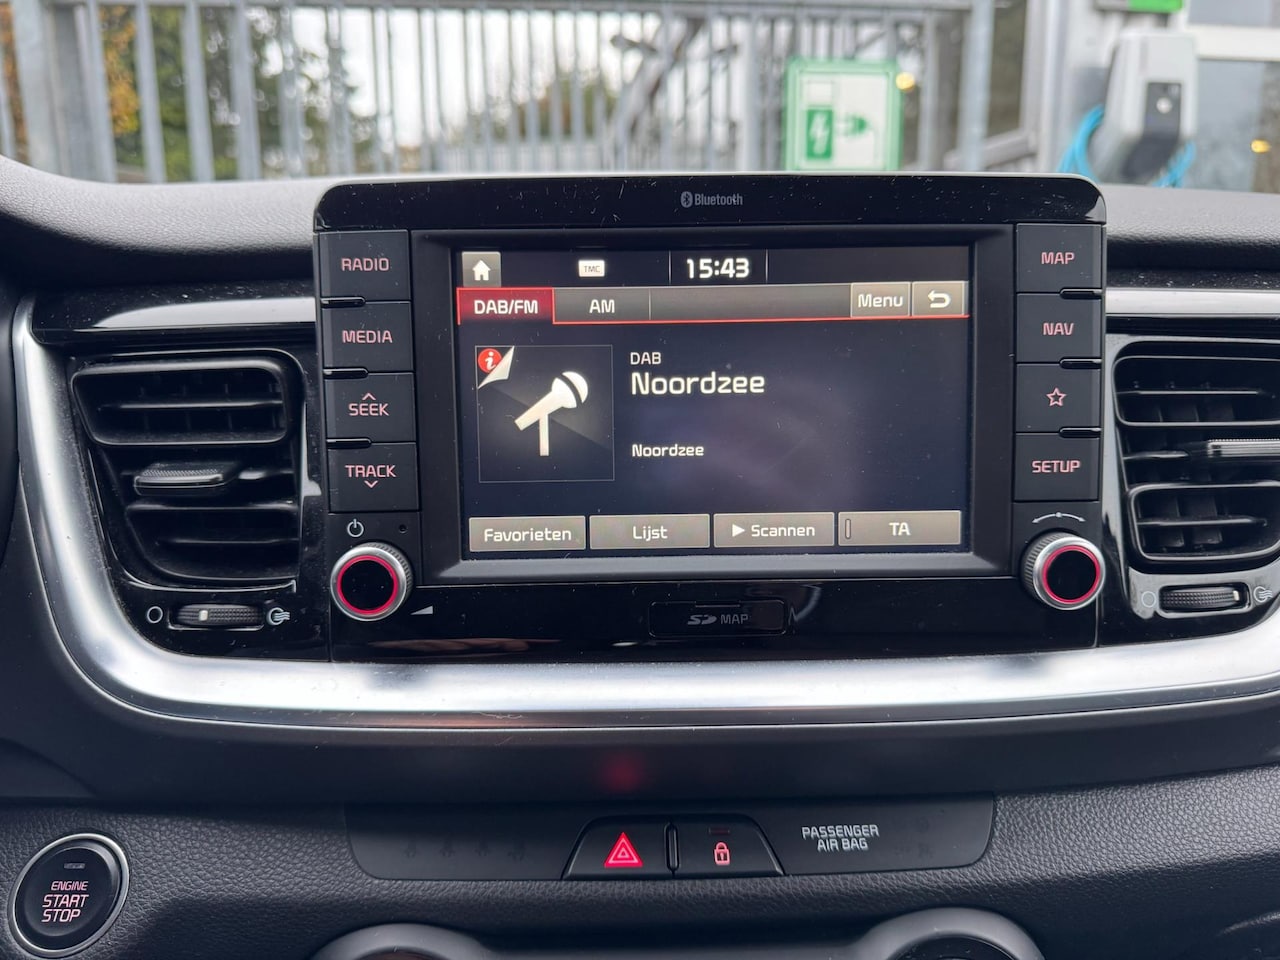 Bluetooth
RADIO
MEDIA
SEEK
TRACK
TMC
15:43
DAB/FM
AM
Menu
DAB
Noordzee
Noordzee
Favorieten
Lijst
Scannen
TA
MAP
NAV
SETUP
SD MAP
PASSENGER
AIR BAG
ENGINE
START
STOP